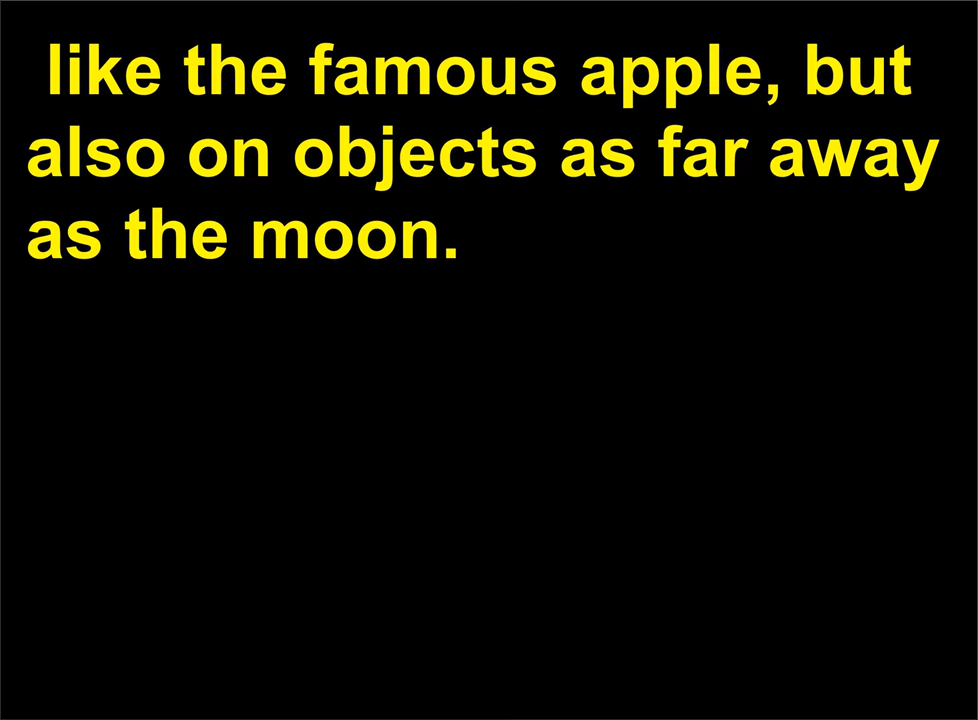 like the famous apple, but
also on objects as far away
as the moon.